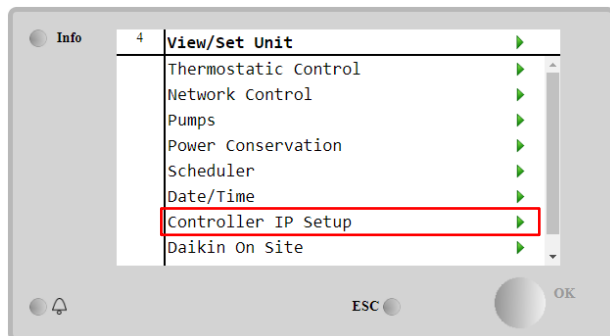 Info
4 View/Set Unit
Thermostatic Control
Network Control
Pumps
Power Conservation
Scheduler
Date/Time
Controller IP Setup
Daikin On Site
ESC
OK